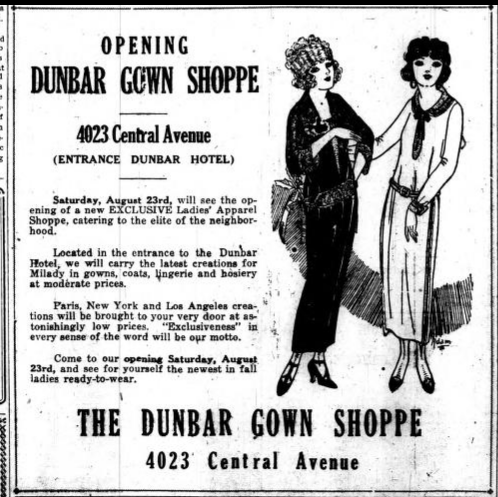 OPENING
DUNBAR GOWN SHOPPE
4023 Central Avenue
(ENTRANCE DUNBAR HOTEL)
Saturday, August 23rd, will see the op-
ening of a new EXCLUSIVE Ladies' Apparel
Shoppe, catering to the elite of the neighbor-
hood.
Located in the entrance to the Dunbar
Hotel, we will carry the latest creations for
Milady in gowns, coats, lingerie and hosiery
at moderate prices.
Paris, New York and Los Angeles crea-
tions will be brought to your very door at as-
tonishingly low prices. "Exclusiveness" in
every sense of the word will be our motto.
Come to our opening Saturday, August
23rd, and see for yourself the newest in fall
ladies ready-to-wear.
THE DUNBAR GOWN SHOPPE
4023 Central Avenue